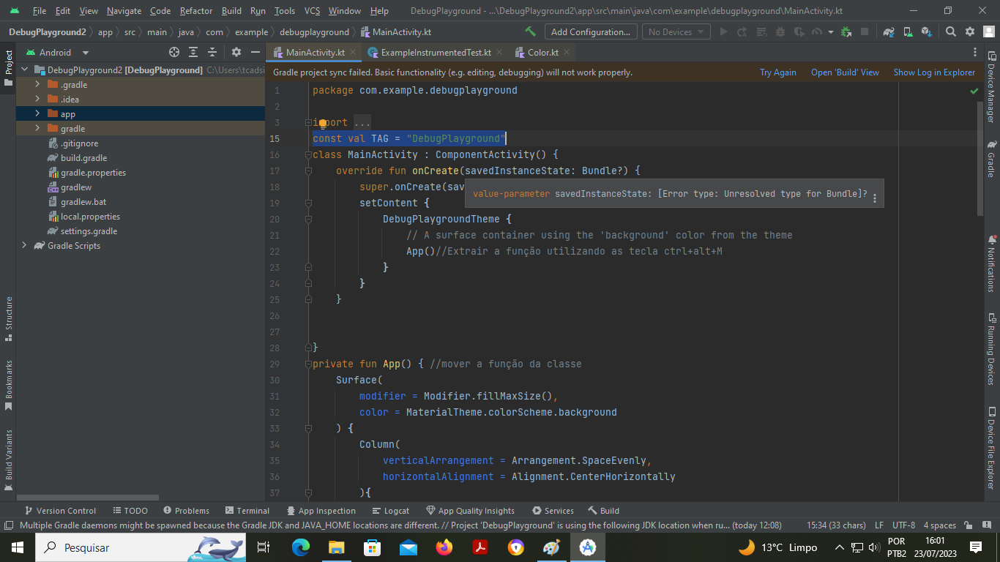 File Edit View Navigate Code Refactor Build Run Tools VCS Window Help DebugPlayground - ...\DebugPlayground2\app\src\main\java\com\example\debugplayground\MainActivity.kt
DebugPlayground2 app src main java com example debugplayground MainActivity.kt Add Configuration... No Devices
Project
Android
MainActivity.kt ExampleInstrumentedTest.kt Color.kt
DebugPlayground2 [DebugPlayground] C:\Users\tcadsi
.gradle
.idea
app
gradle
.gitignore
build.gradle
gradle.properties
gradlew
gradlew.bat
local.properties
settings.gradle
Gradle Scripts
Structure
Bookmarks
Build Variants
Gradle project sync failed. Basic functionality (e.g. editing, debugging) will not work properly. Try Again Open 'Build' View Show Log in Explorer
1 package com.example.debugplayground
2
3 import ...
15 const val TAG = "DebugPlayground"
16 class MainActivity : ComponentActivity() {
17 override fun onCreate(savedInstanceState: Bundle?) {
18 super.onCreate(sav
value-parameter savedInstanceState: [Error type: Unresolved type for Bundle]?
19 setContent {
20 DebugPlaygroundTheme {
21 // A surface container using the 'background' color from the theme
22 App()//Extrair a função utilizando as tecla ctrl+alt+M
23 }
24 }
25 }
26
27
28 }
29 private fun App() { //mover a função da classe
30 Surface(
31 modifier = Modifier.fillMaxSize(),
32 color = MaterialTheme.colorScheme.background
33 ) {
34 Column(
35 verticalArrangement = Arrangement.SpaceEvenly,
36 horizontalAlignment = Alignment.CenterHorizontally
37 ){
Device Manager
Gradle
Notifications
Running Devices
Device File Explorer
Version Control TODO Problems Terminal App Inspection Logcat App Quality Insights Services Build
Multiple Gradle daemons might be spawned because the Gradle JDK and JAVA_HOME locations are different. // Project 'DebugPlayground' is using the following JDK location when ru... (today 12:08) 15:34 (33 chars) LF UTF-8 4 spaces
Pesquisar 13°C Limpo POR 16:01
PTB2 23/07/2023